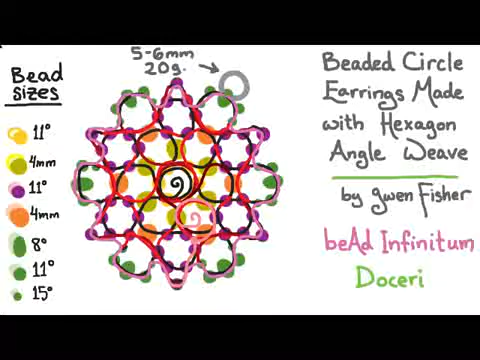 5-6mm
20g.
Bead
sizes
11°
4mm
11°
4mm
8°
11°
15°
Beaded Circle
Earrings Made
with Hexagon
Angle Weave
by gwen Fisher
beAd Infinitum
Doceri